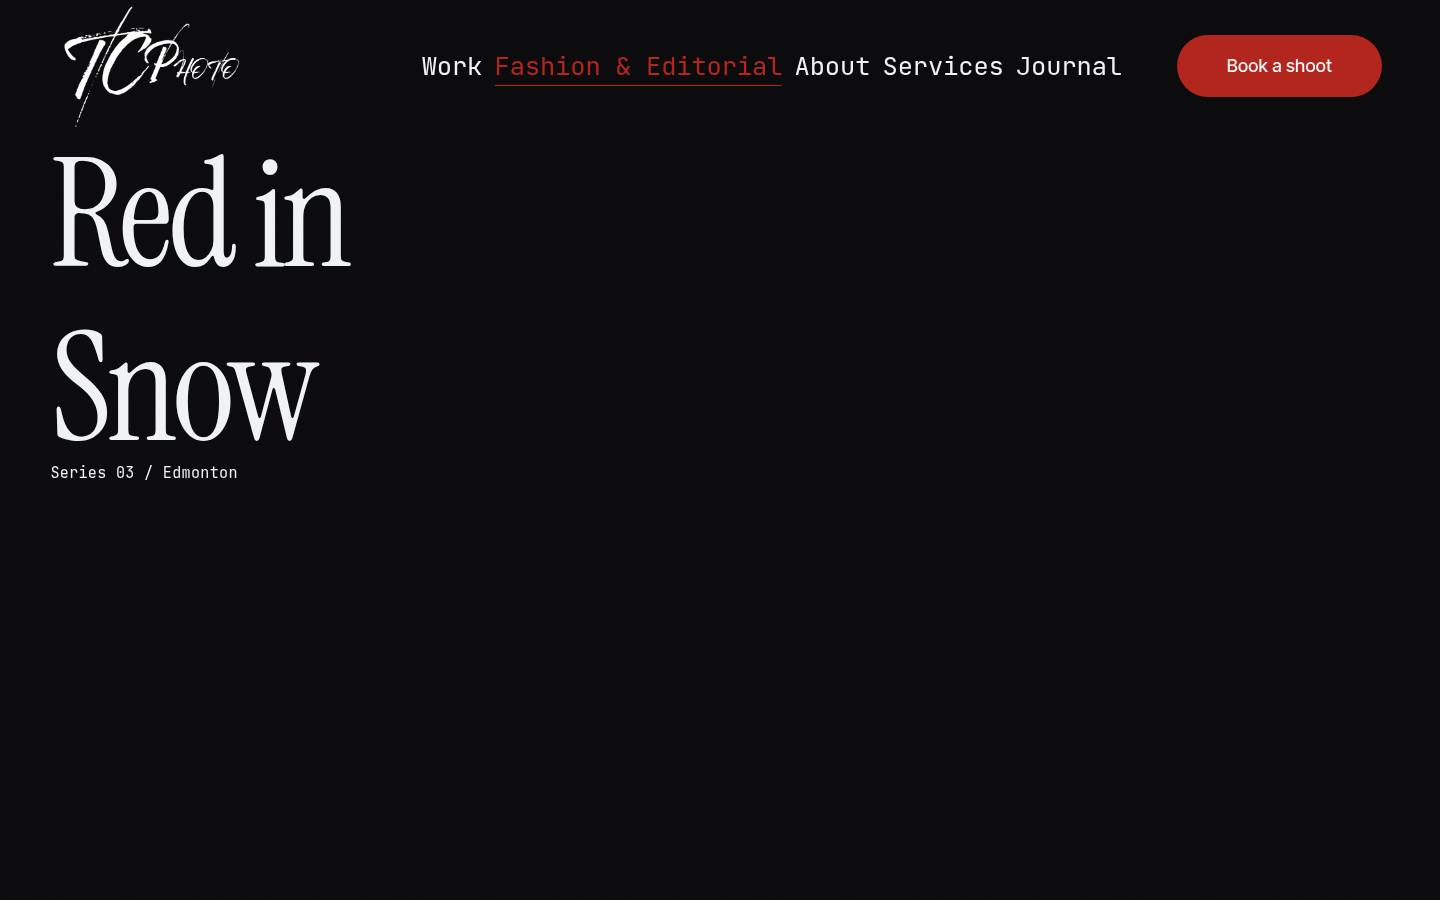 TCPHOTO
Work Fashion & Editorial About Services Journal
Book a shoot
Red in
Snow
Series 03 / Edmonton